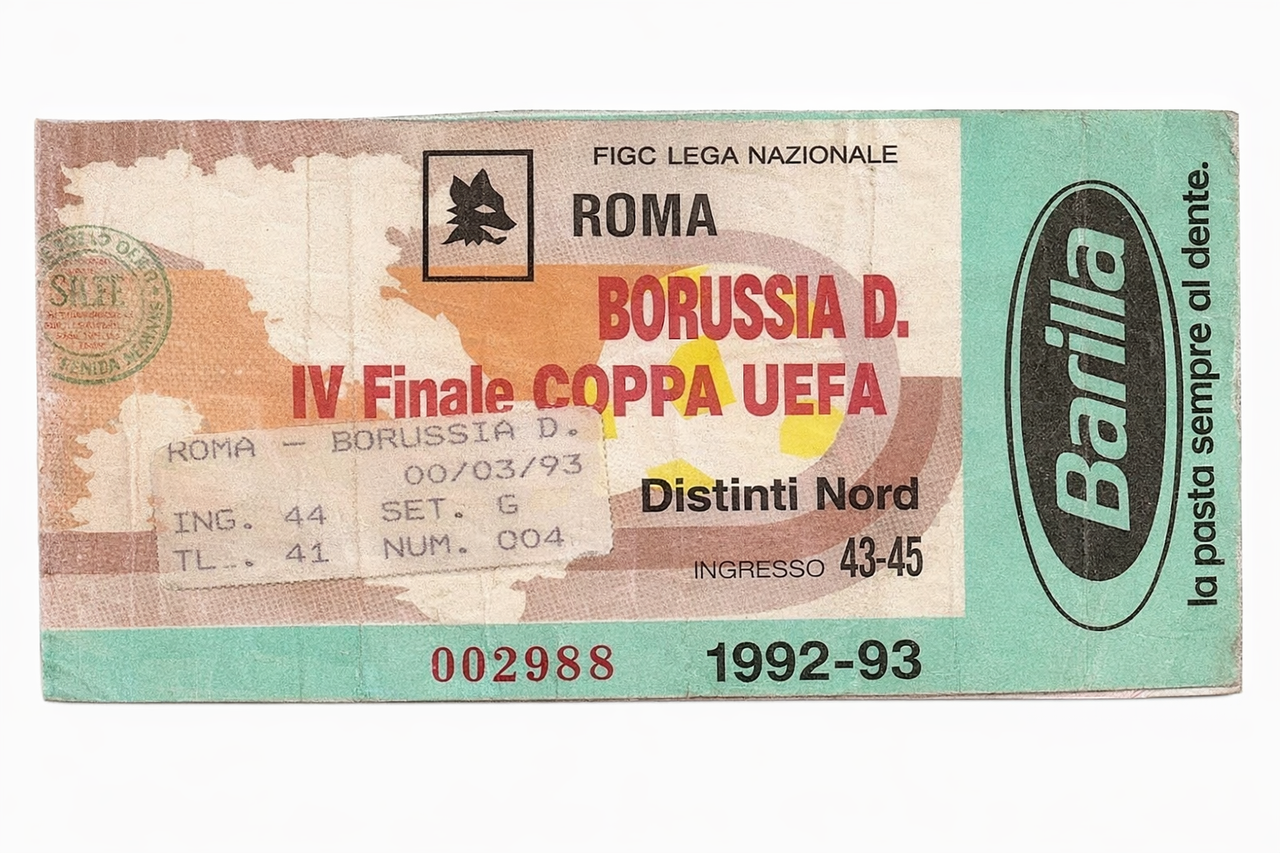 FIGC LEGA NAZIONALE
ROMA
BORUSSIA D.
IV Finale COPPA UEFA
ROMA – BORUSSIA D.
00/03/93
ING. 44 SET. G
TL.. 41 NUM. 004
Distinti Nord
INGRESSO 43-45
002988
1992-93
Barilla
la pasta sempre al dente.